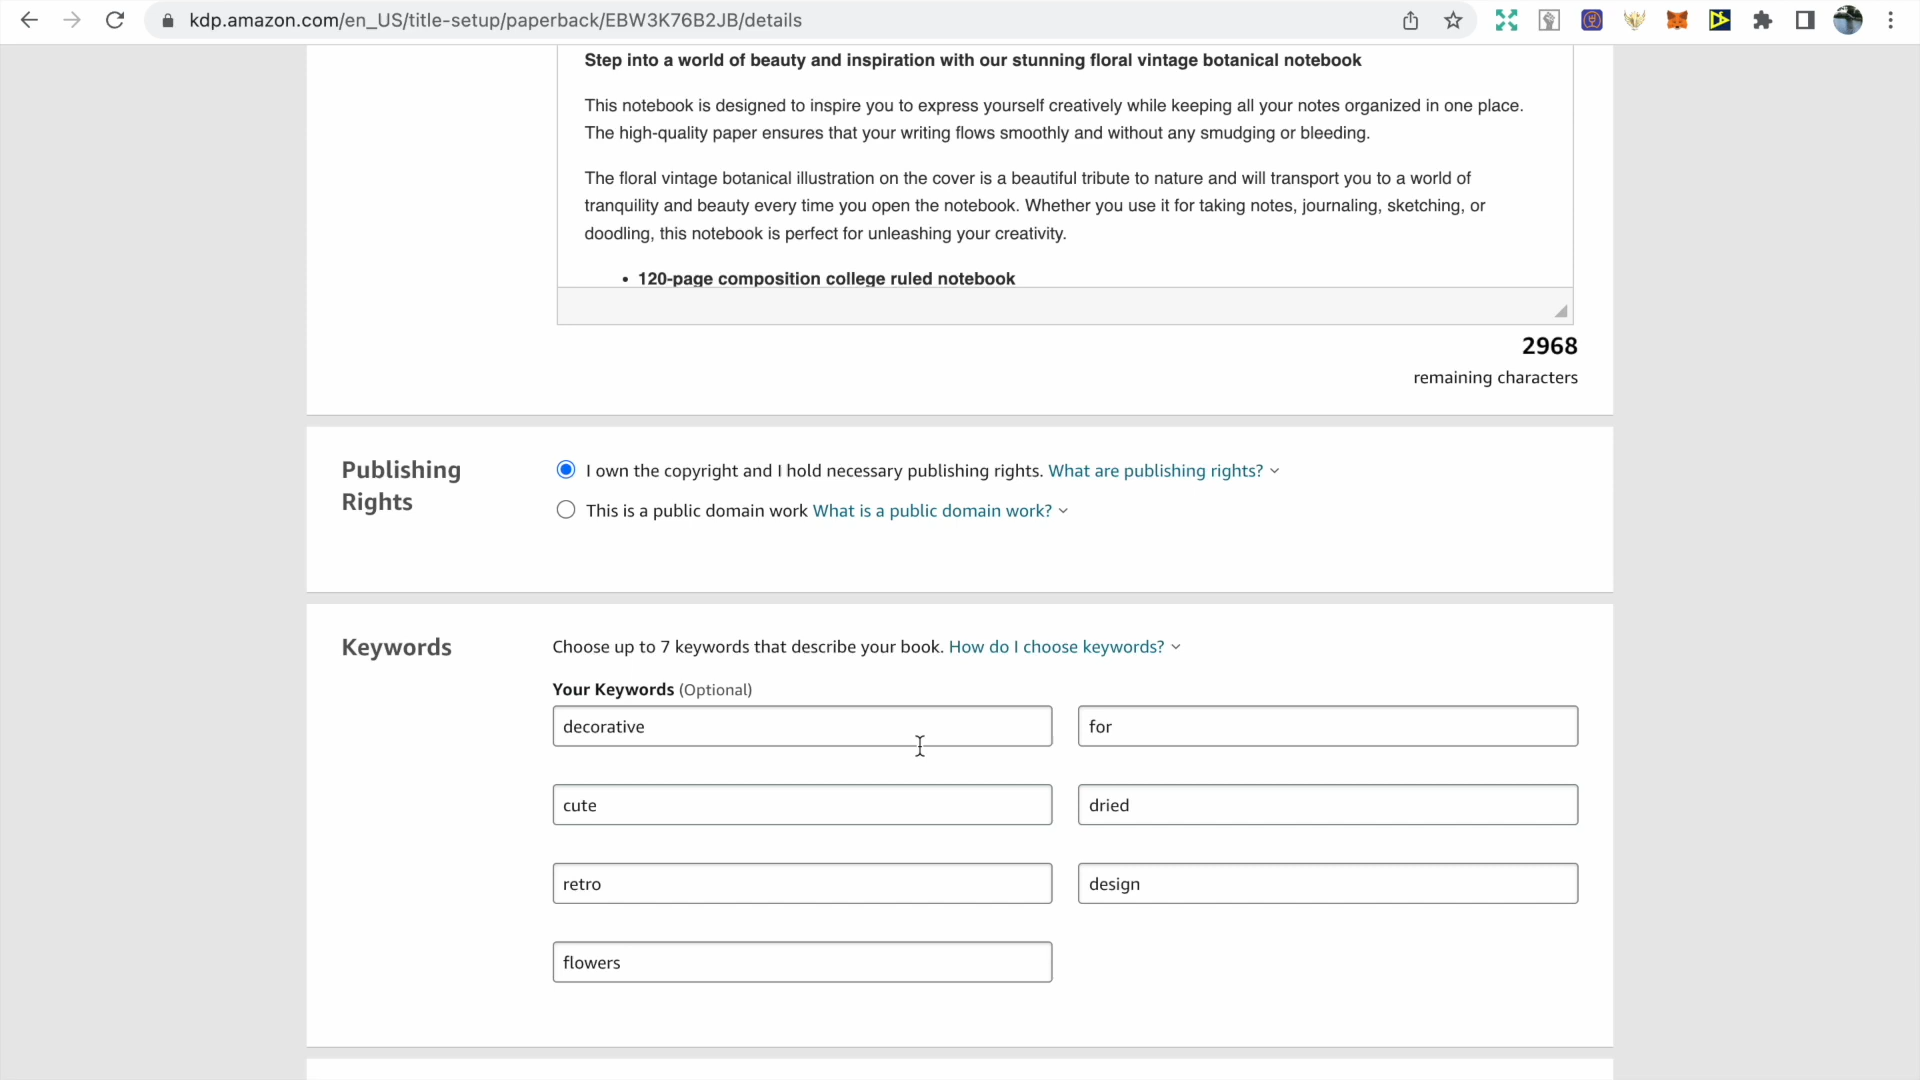 kdp.amazon.com/en_US/title-setup/paperback/EBW3K76B2JB/details
Step into a world of beauty and inspiration with our stunning floral vintage botanical notebook
This notebook is designed to inspire you to express yourself creatively while keeping all your notes organized in one place.
The high-quality paper ensures that your writing flows smoothly and without any smudging or bleeding.
The floral vintage botanical illustration on the cover is a beautiful tribute to nature and will transport you to a world of
tranquility and beauty every time you open the notebook. Whether you use it for taking notes, journaling, sketching, or
doodling, this notebook is perfect for unleashing your creativity.
• 120-page composition college ruled notebook
2968
remaining characters
Publishing
Rights
I own the copyright and I hold necessary publishing rights. What are publishing rights?
This is a public domain work What is a public domain work?
Keywords
Choose up to 7 keywords that describe your book. How do I choose keywords?
Your Keywords (Optional)
decorative
for
cute
dried
retro
design
flowers